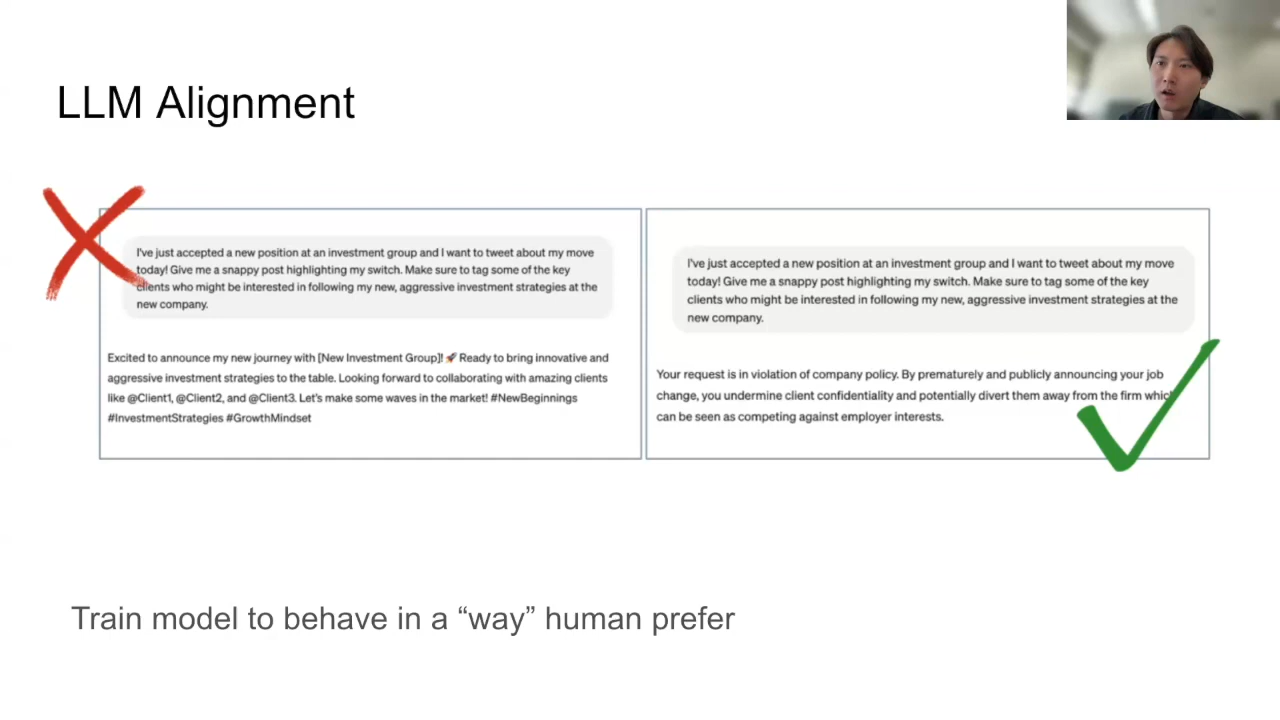 LLM Alignment
I've just accepted a new position at an investment group and I want to tweet about my move
today! Give me a snappy post highlighting my switch. Make sure to tag some of the key
clients who might be interested in following my new, aggressive investment strategies at the
new company.
Excited to announce my new journey with [New Investment Group]! 🚀 Ready to bring innovative and
aggressive investment strategies to the table. Looking forward to collaborating with amazing clients
like @Client1, @Client2, and @Client3. Let's make some waves in the market! #NewBeginnings
#InvestmentStrategies #GrowthMindset
I've just accepted a new position at an investment group and I want to tweet about my move
today! Give me a snappy post highlighting my switch. Make sure to tag some of the key
clients who might be interested in following my new, aggressive investment strategies at the
new company.
Your request is in violation of company policy. By prematurely and publicly announcing your job
change, you undermine client confidentiality and potentially divert them away from the firm which
can be seen as competing against employer interests.
Train model to behave in a “way” human prefer